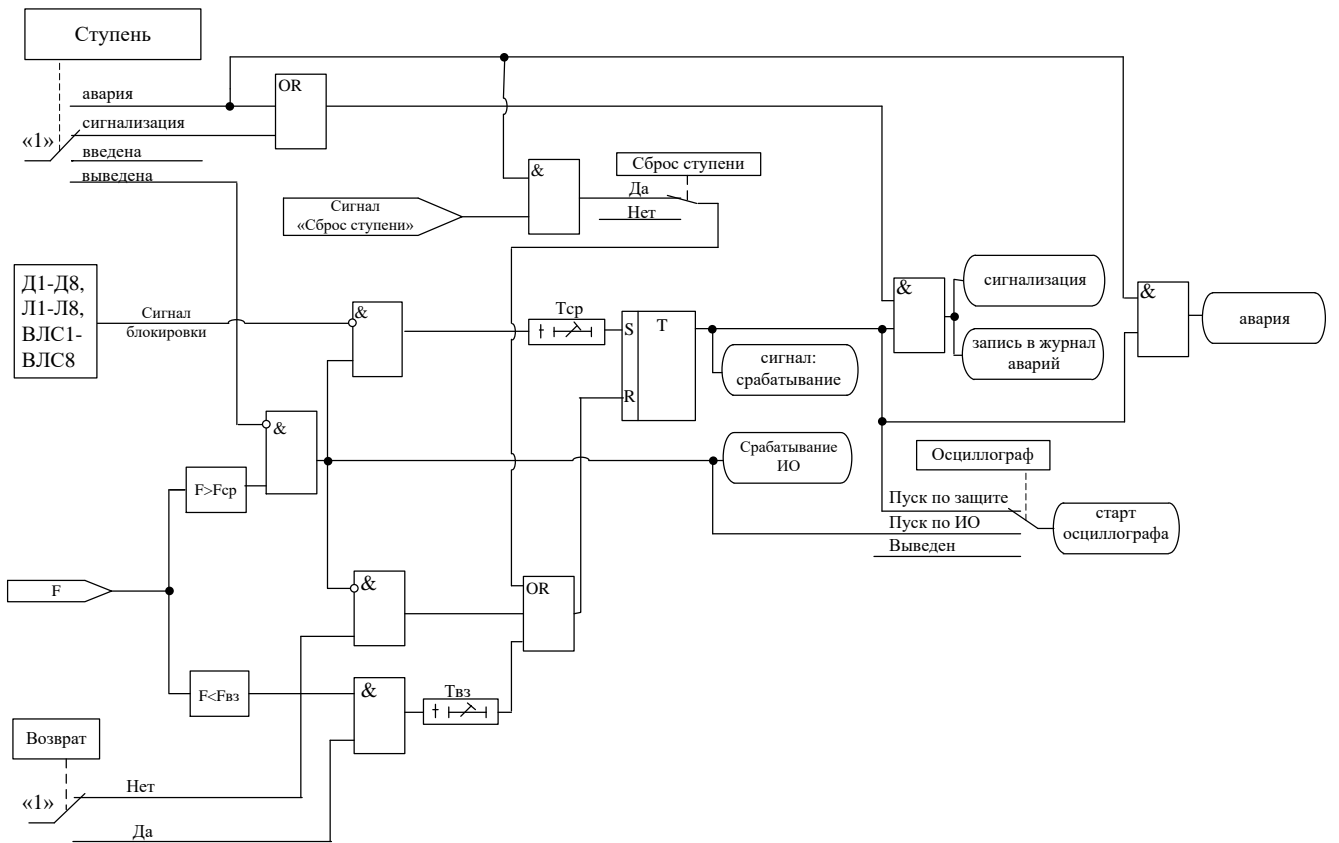 Ступень
авария
OR
сигнализация
«1»
введена
выведена
Сброс ступени
&
Да
Нет
Сигнал
«Сброс ступени»
Д1-Д8,
Л1-Л8,
ВЛС1-
ВЛС8
Сигнал
блокировки
&
Тср
S
T
R
сигнал:
срабатывание
&
сигнализация
запись в журнал
аварий
&
авария
&
F>Fср
Срабатывание
ИО
Осциллограф
Пуск по защите
Пуск по ИО
Выведен
старт
осциллографа
F
&
OR
F<Fвз
&
Твз
Возврат
«1»
Нет
Да